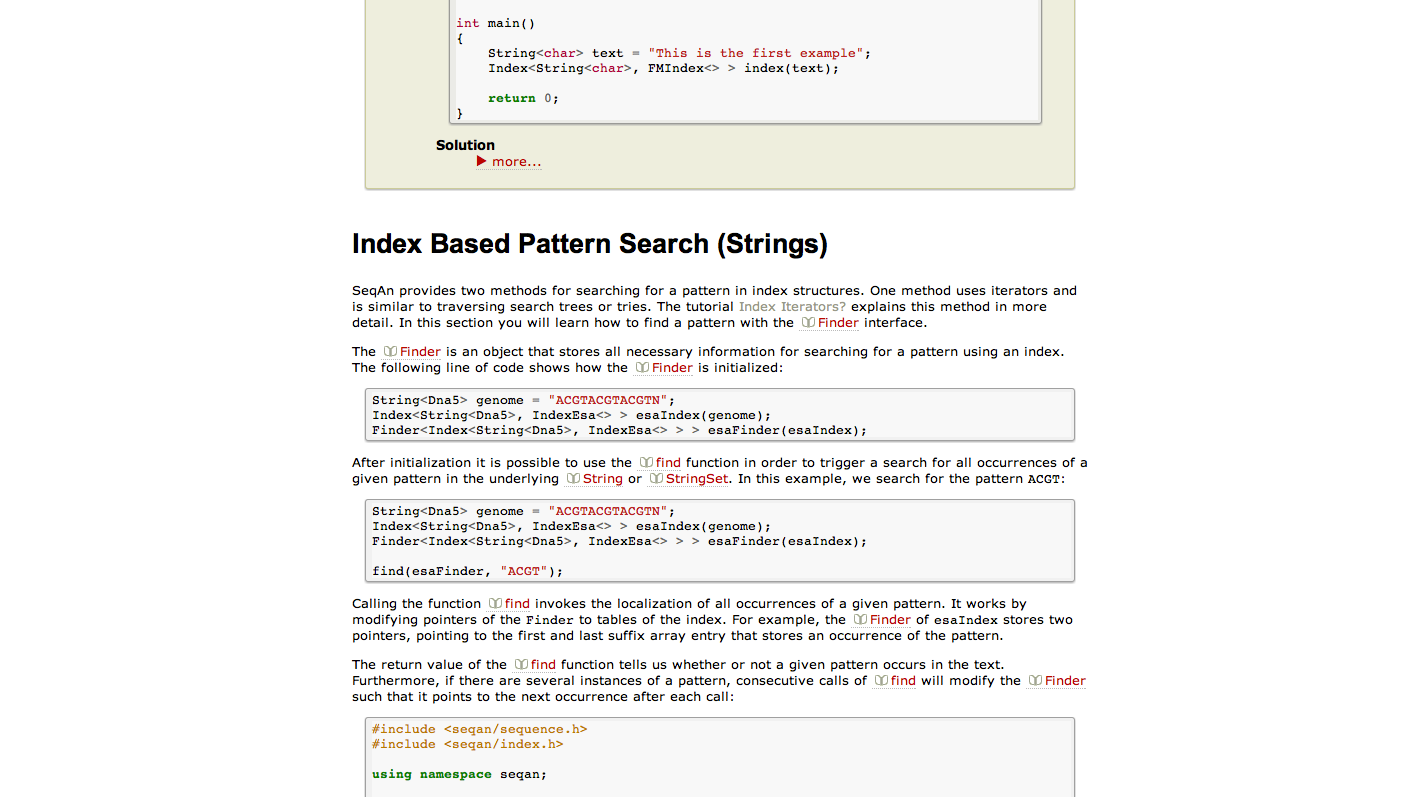 int main()
{
    String<char> text = "This is the first example";
    Index<String<char>, FMIndex<> > index(text);
    return 0;
}
Solution
more...
Index Based Pattern Search (Strings)
SeqAn provides two methods for searching for a pattern in index structures. One method uses iterators and
is similar to traversing search trees or tries. The tutorial Index Iterators? explains this method in more
detail. In this section you will learn how to find a pattern with the Finder interface.
The Finder is an object that stores all necessary information for searching for a pattern using an index.
The following line of code shows how the Finder is initialized:
String<Dna5> genome = "ACGTACGTACGTN";
Index<String<Dna5>, IndexEsa<> > esaIndex(genome);
Finder<Index<String<Dna5>, IndexEsa<> > > esaFinder(esaIndex);
After initialization it is possible to use the find function in order to trigger a search for all occurrences of a
given pattern in the underlying String or StringSet. In this example, we search for the pattern ACGT:
String<Dna5> genome = "ACGTACGTACGTN";
Index<String<Dna5>, IndexEsa<> > esaIndex(genome);
Finder<Index<String<Dna5>, IndexEsa<> > > esaFinder(esaIndex);
find(esaFinder, "ACGT");
Calling the function find invokes the localization of all occurrences of a given pattern. It works by
modifying pointers of the Finder to tables of the index. For example, the Finder of esaIndex stores two
pointers, pointing to the first and last suffix array entry that stores an occurrence of the pattern.
The return value of the find function tells us whether or not a given pattern occurs in the text.
Furthermore, if there are several instances of a pattern, consecutive calls of find will modify the Finder
such that it points to the next occurrence after each call:
#include <seqan/sequence.h>
#include <seqan/index.h>
using namespace seqan;